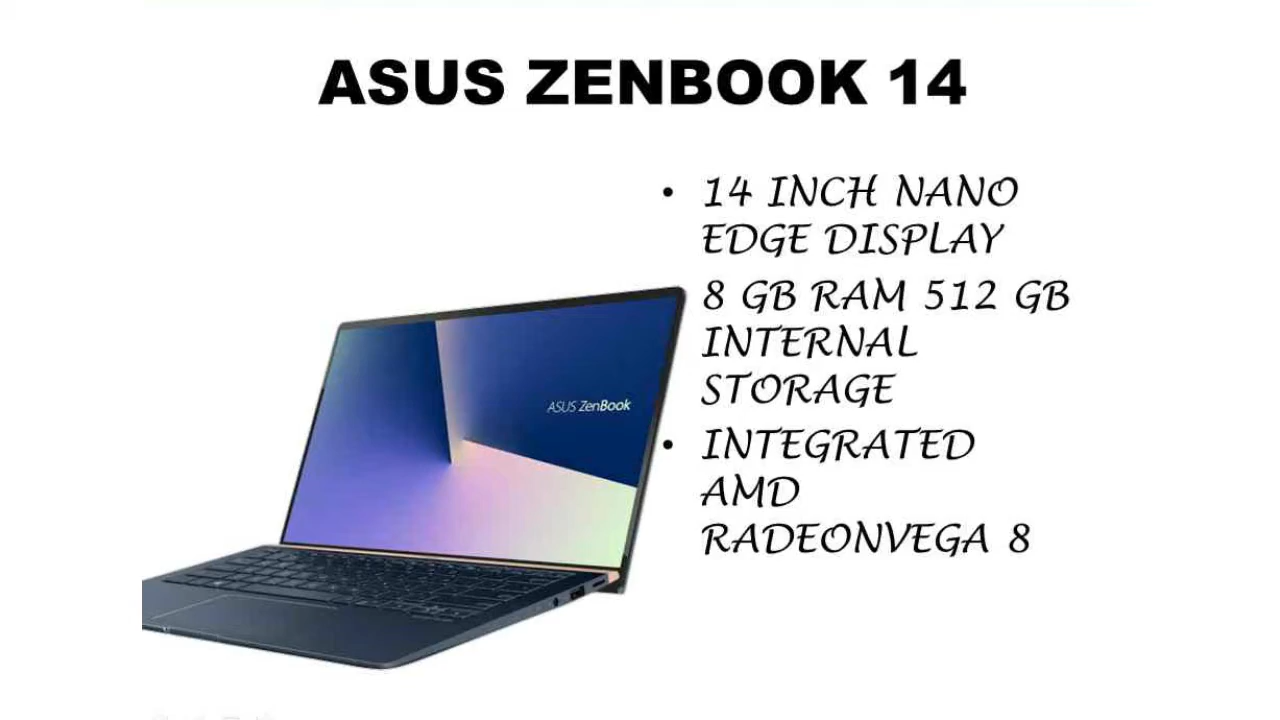 ASUS ZENBOOK 14
• 14 INCH NANO
EDGE DISPLAY
8 GB RAM 512 GB
INTERNAL
STORAGE
• INTEGRATED
AMD
RADEONVEGA 8
ASUS ZenBook